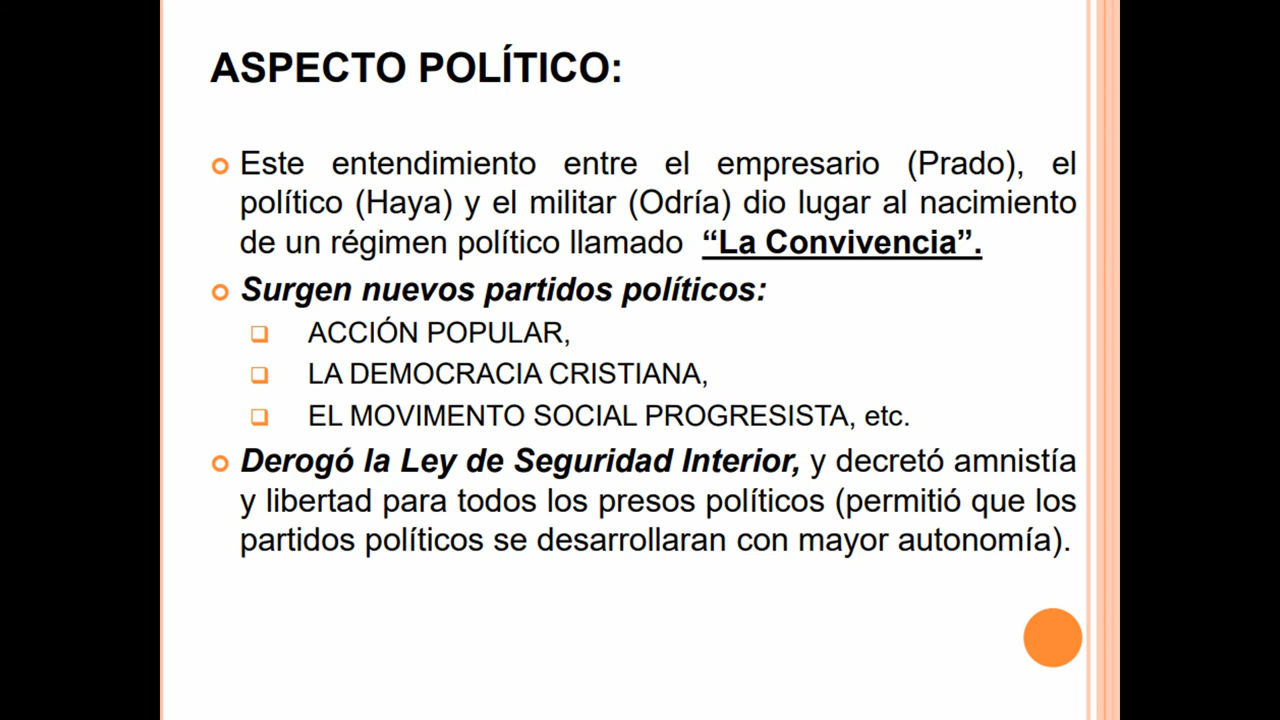 ASPECTO POLÍTICO:
Este entendimiento entre el empresario (Prado), el
político (Haya) y el militar (Odría) dio lugar al nacimiento
de un régimen político llamado “La Convivencia”.
Surgen nuevos partidos políticos:
ACCIÓN POPULAR,
LA DEMOCRACIA CRISTIANA,
EL MOVIMENTO SOCIAL PROGRESISTA, etc.
Derogó la Ley de Seguridad Interior, y decretó amnistía
y libertad para todos los presos políticos (permitió que los
partidos políticos se desarrollaran con mayor autonomía).